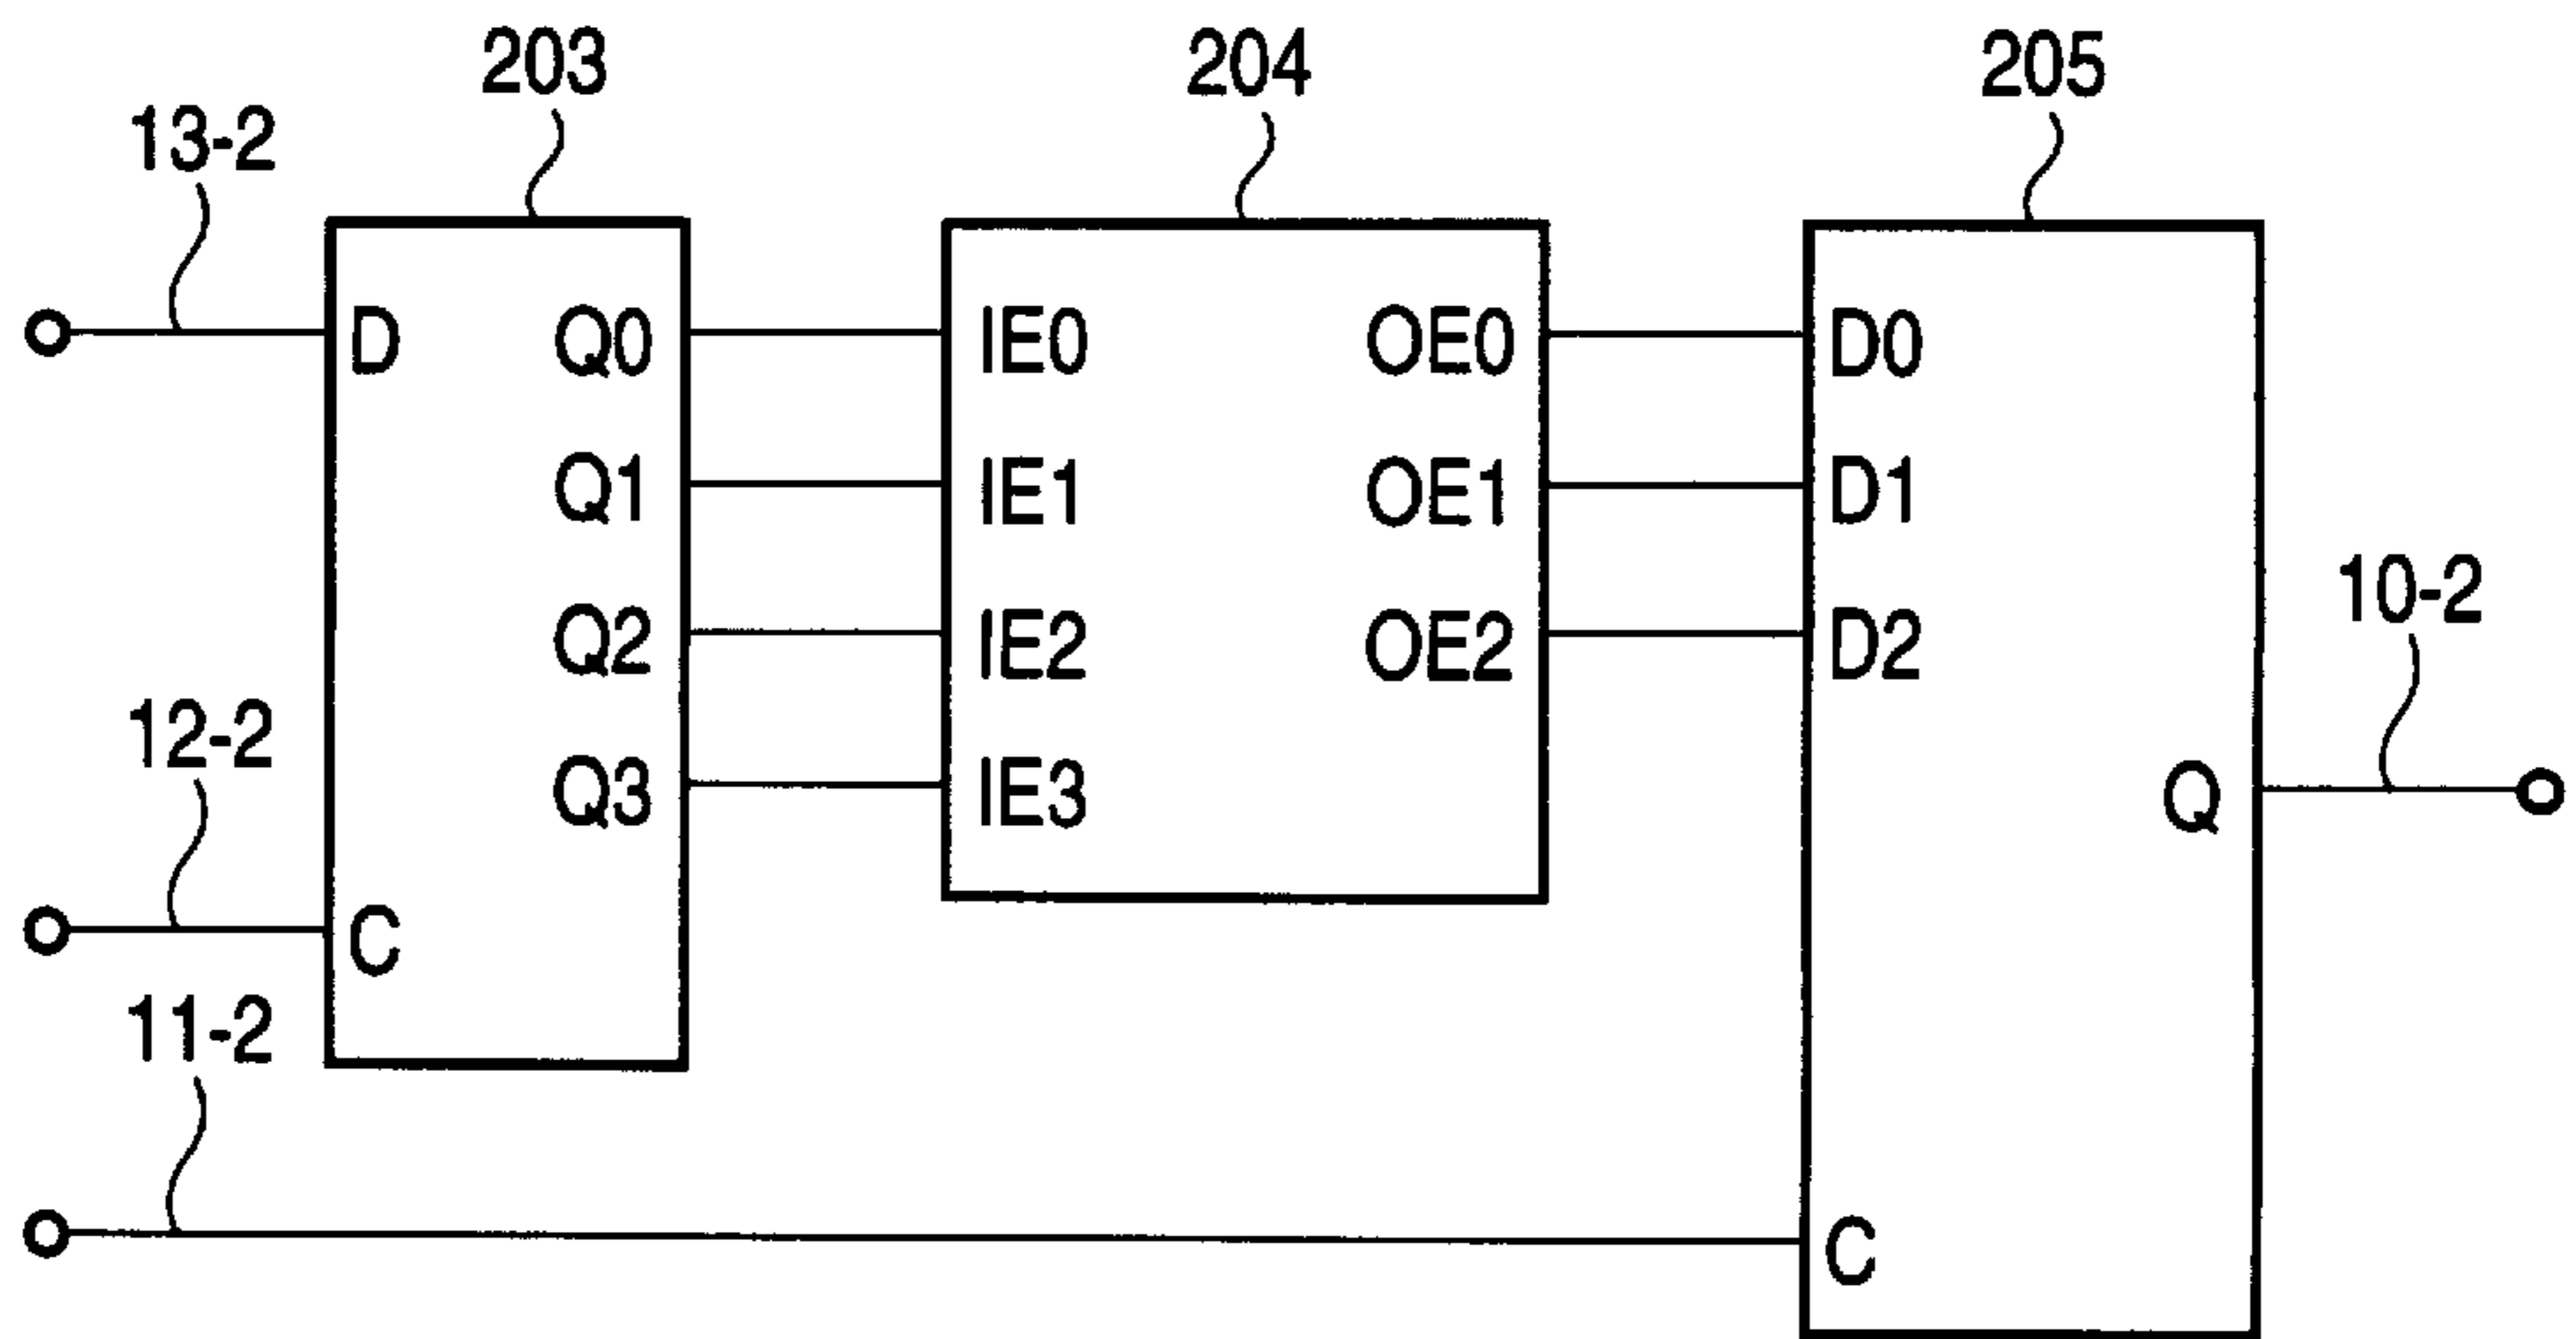 203 204 205
13-2
D Q0 IE0 OE0 D0
Q1 IE1 OE1 D1
10-2
Q2 IE2 OE2 D2
12-2
Q3 IE3 Q
C
11-2
C